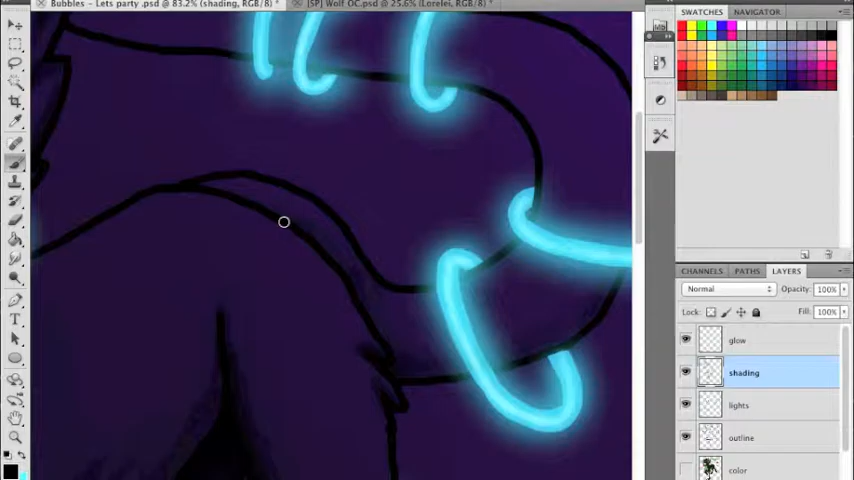 Bubbles - Lets party .psd @ 83.2% (shading, RGB/8) *
[SP] Wolf OC.psd @ 25.6% (Lorelei, RGB/8) *
SWATCHES NAVIGATOR
CHANNELS PATHS LAYERS
Normal Opacity: 100%
Lock: Fill: 100%
glow
shading
lights
outline
color